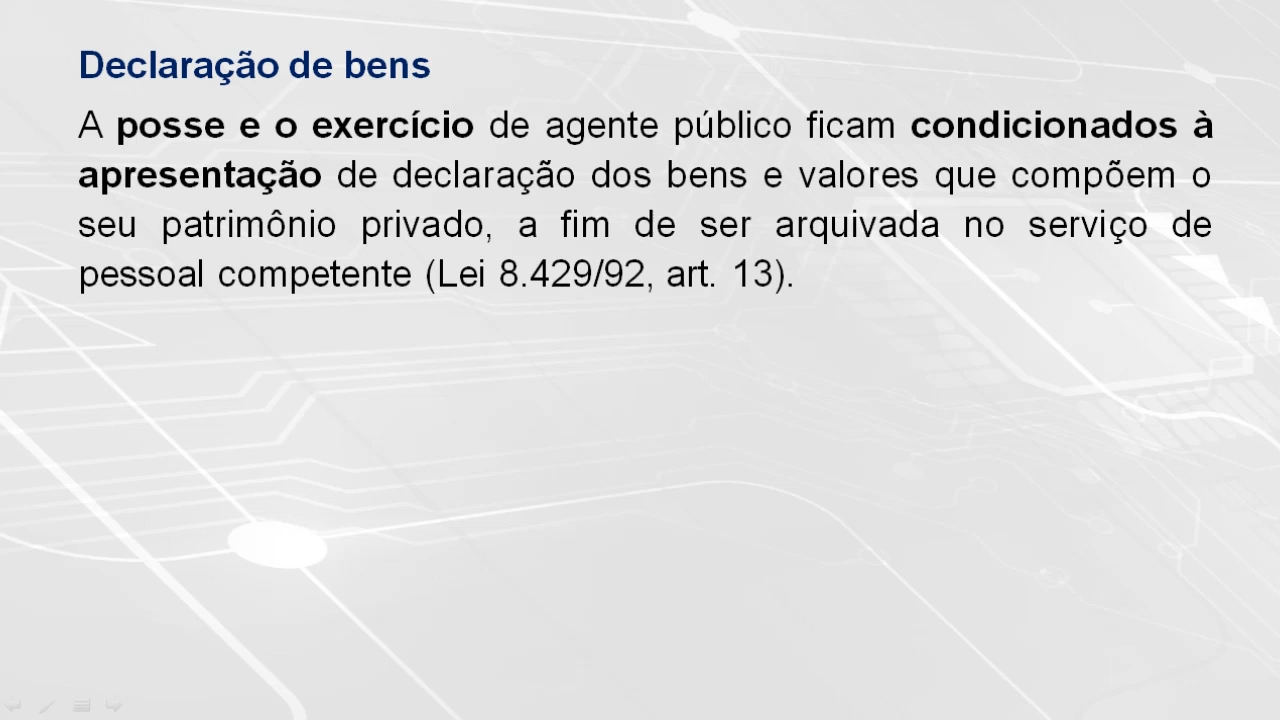 Declaração de bens
A posse e o exercício de agente público ficam condicionados à
apresentação de declaração dos bens e valores que compõem o
seu patrimônio privado, a fim de ser arquivada no serviço de
pessoal competente (Lei 8.429/92, art. 13).